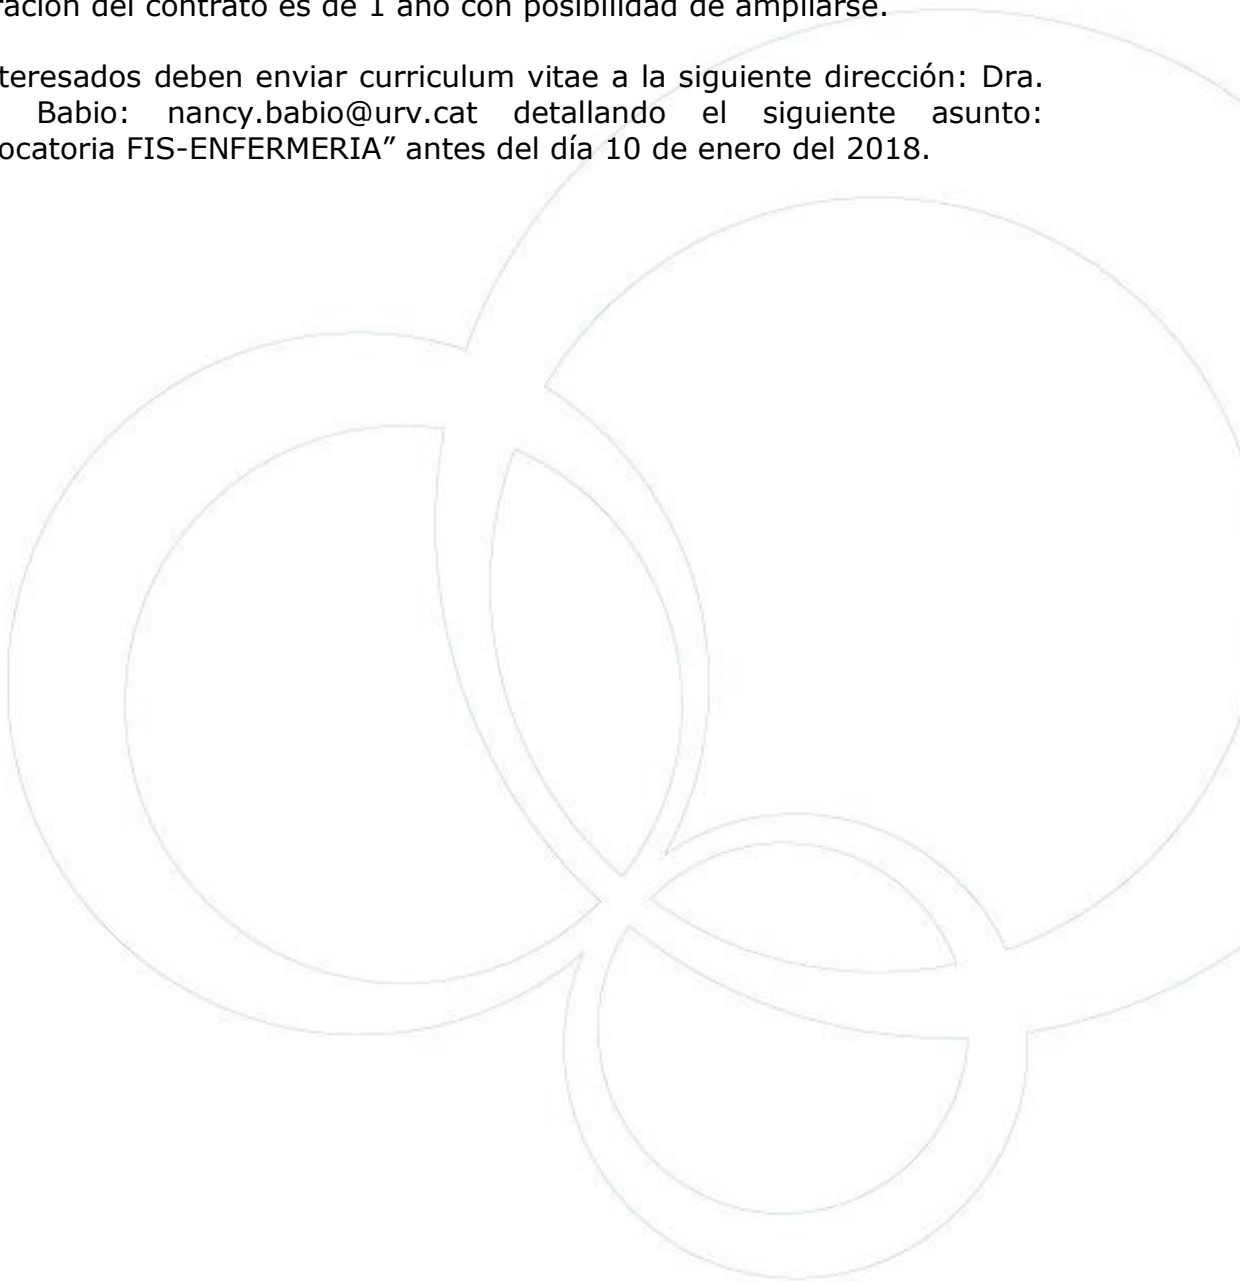 ración del contrato es de 1 año con posibilidad de ampliarse.
teresados deben enviar curriculum vitae a la siguiente dirección: Dra.
Babio: nancy.babio@urv.cat detallando el siguiente asunto:
ocatoria FIS-ENFERMERIA” antes del día 10 de enero del 2018.